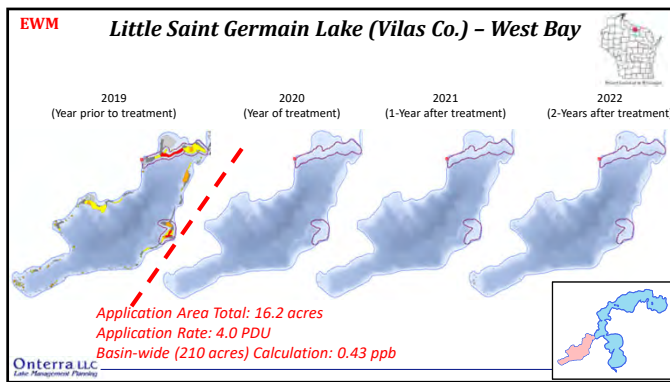 EWM
Little Saint Germain Lake (Vilas Co.) – West Bay
2019
(Year prior to treatment)
2020
(Year of treatment)
2021
(1-Year after treatment)
2022
(2-Years after treatment)
Application Area Total: 16.2 acres
Application Rate: 4.0 PDU
Basin-wide (210 acres) Calculation: 0.43 ppb
Onterra LLC
Lake Management Planning